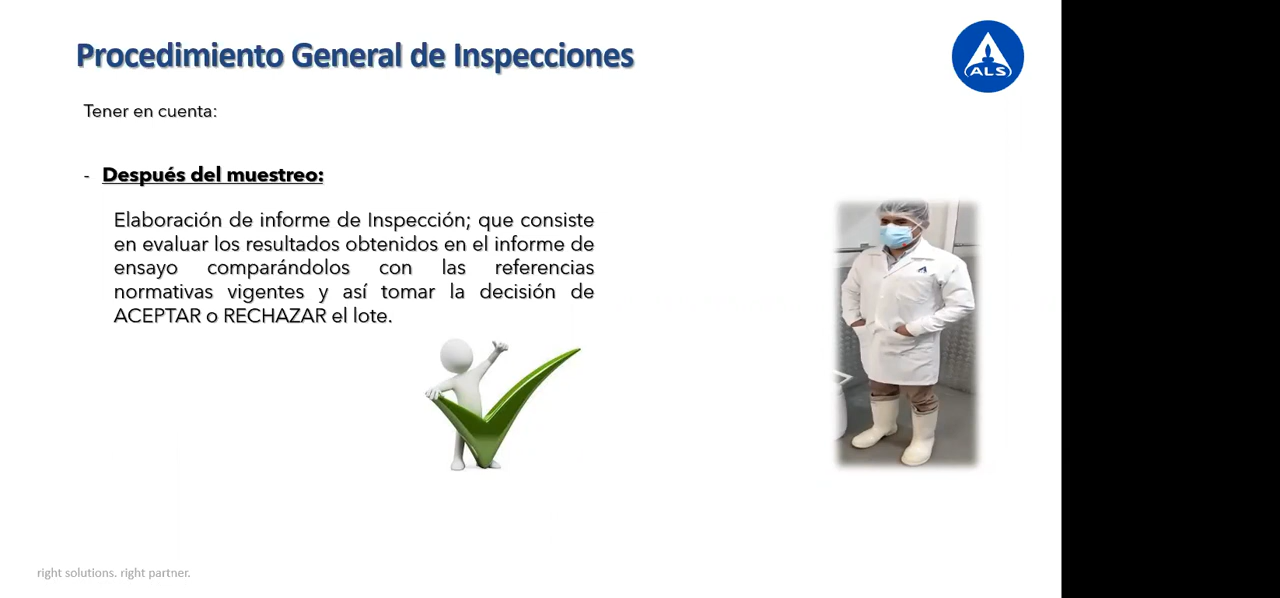 Procedimiento General de Inspecciones
ALS
Tener en cuenta:
- Después del muestreo:
Elaboración de informe de Inspección; que consiste
en evaluar los resultados obtenidos en el informe de
ensayo comparándolos con las referencias
normativas vigentes y así tomar la decisión de
ACEPTAR o RECHAZAR el lote.
right solutions. right partner.